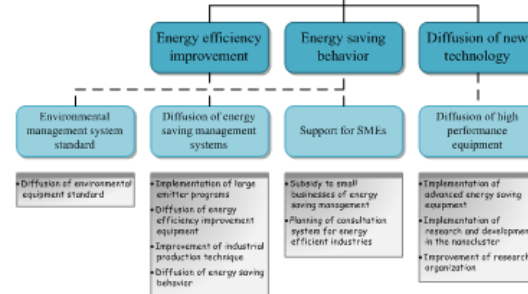 Energy efficiency
improvement
Energy saving
behavior
Diffusion of new
technology
Environmental
management system
standard
Diffusion of energy
saving management
systems
Support for SMEs
Diffusion of high
performance
equipment
•Diffusion of environmental
equipment standard
•Implementation of large
emitter programs
•Diffusion of energy
efficiency improvement
equipment
•Improvement of industrial
production technique
•Diffusion of energy saving
behavior
•Subsidy to small
businesses of energy
saving management
•Planning of consultation
system for energy
efficient industries
•Implementation of
advanced energy saving
equipment
•Implementation of
research and development
in the nanocluster
•Improvement of research
organization